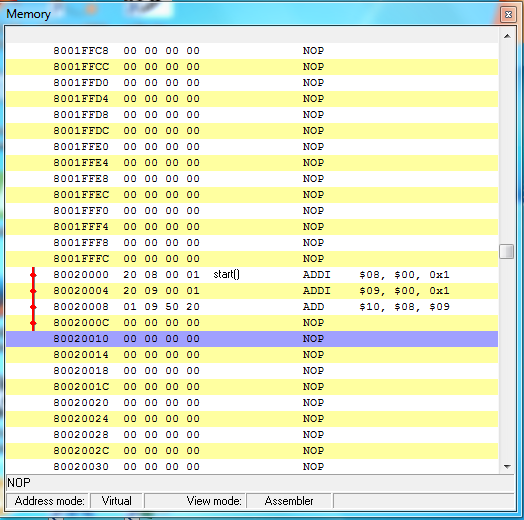 Memory
8001FFC8 00 00 00 00 NOP
8001FFCC 00 00 00 00 NOP
8001FFD0 00 00 00 00 NOP
8001FFD4 00 00 00 00 NOP
8001FFD8 00 00 00 00 NOP
8001FFDC 00 00 00 00 NOP
8001FFE0 00 00 00 00 NOP
8001FFE4 00 00 00 00 NOP
8001FFE8 00 00 00 00 NOP
8001FFEC 00 00 00 00 NOP
8001FFF0 00 00 00 00 NOP
8001FFF4 00 00 00 00 NOP
8001FFF8 00 00 00 00 NOP
8001FFFC 00 00 00 00 NOP
80020000 20 08 00 01 start() ADDI $08, $00, 0x1
80020004 20 09 00 01 ADDI $09, $00, 0x1
80020008 01 09 50 20 ADD $10, $08, $09
8002000C 00 00 00 00 NOP
80020010 00 00 00 00 NOP
80020014 00 00 00 00 NOP
80020018 00 00 00 00 NOP
8002001C 00 00 00 00 NOP
80020020 00 00 00 00 NOP
80020024 00 00 00 00 NOP
80020028 00 00 00 00 NOP
8002002C 00 00 00 00 NOP
80020030 00 00 00 00 NOP
NOP
Address mode: Virtual View mode: Assembler